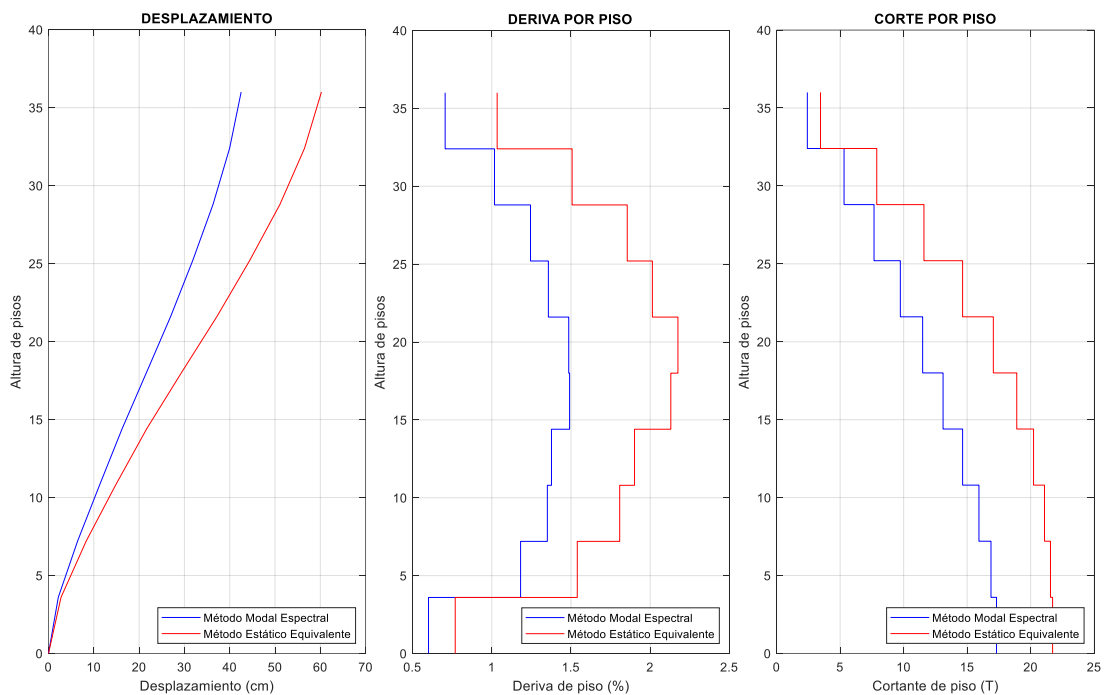 DESPLAZAMIENTO
40
35
30
25
20
15
10
5
0
Altura de pisos
0 10 20 30 40 50 60 70
Desplazamiento (cm)
Método Modal Espectral
Método Estático Equivalente
DERIVA POR PISO
40
35
30
25
20
15
10
5
0
Altura de pisos
0.5 1 1.5 2 2.5
Deriva de piso (%)
Método Modal Espectral
Método Estático Equivalente
CORTE POR PISO
40
35
30
25
20
15
10
5
0
Altura de pisos
0 5 10 15 20 25
Cortante de piso (T)
Método Modal Espectral
Método Estático Equivalente